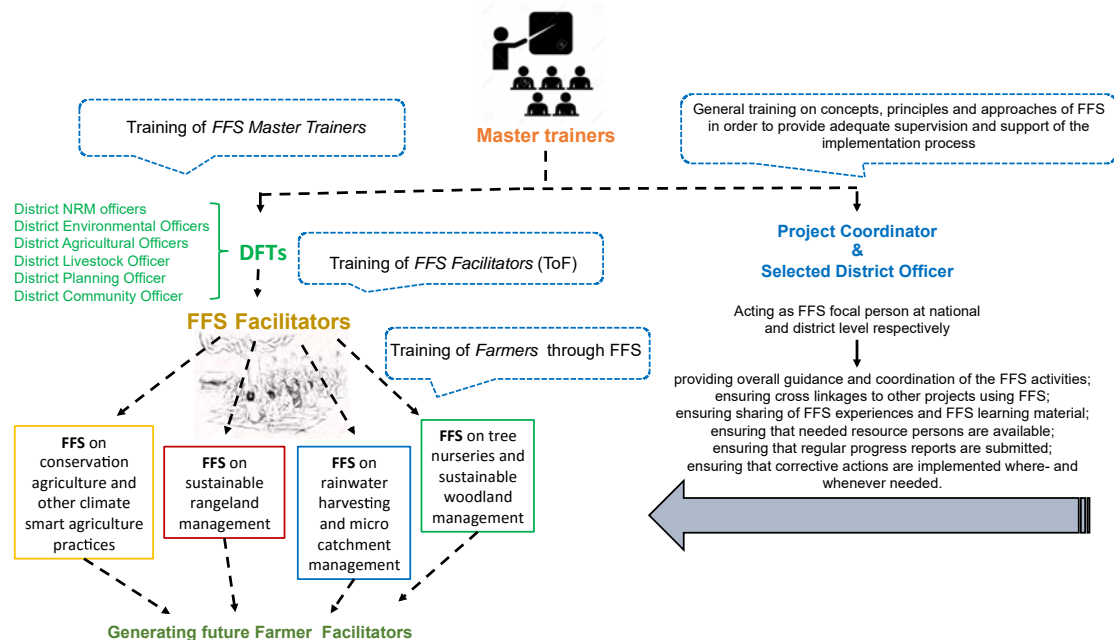 Training of FFS Master Trainers
Master trainers
General training on concepts, principles and approaches of FFS
in order to provide adequate supervision and support of the
implementation process
District NRM officers
District Environmental Officers
District Agricultural Officers
District Livestock Officer
District Planning Officer
District Community Officer
DFTs
Training of FFS Facilitators (ToF)
Project Coordinator
&
Selected District Officer
FFS Facilitators
Acting as FFS focal person at national
and district level respectively
Training of Farmers through FFS
providing overall guidance and coordination of the FFS activities;
ensuring cross linkages to other projects using FFS;
ensuring sharing of FFS experiences and FFS learning material;
ensuring that needed resource persons are available;
ensuring that regular progress reports are submitted;
ensuring that corrective actions are implemented where- and
whenever needed.
FFS on
conservation
agriculture and
other climate
smart agriculture
practices
FFS on
sustainable
rangeland
management
FFS on
rainwater
harvesting
and micro
catchment
management
FFS on tree
nurseries and
sustainable
woodland
management
Generating future Farmer Facilitators